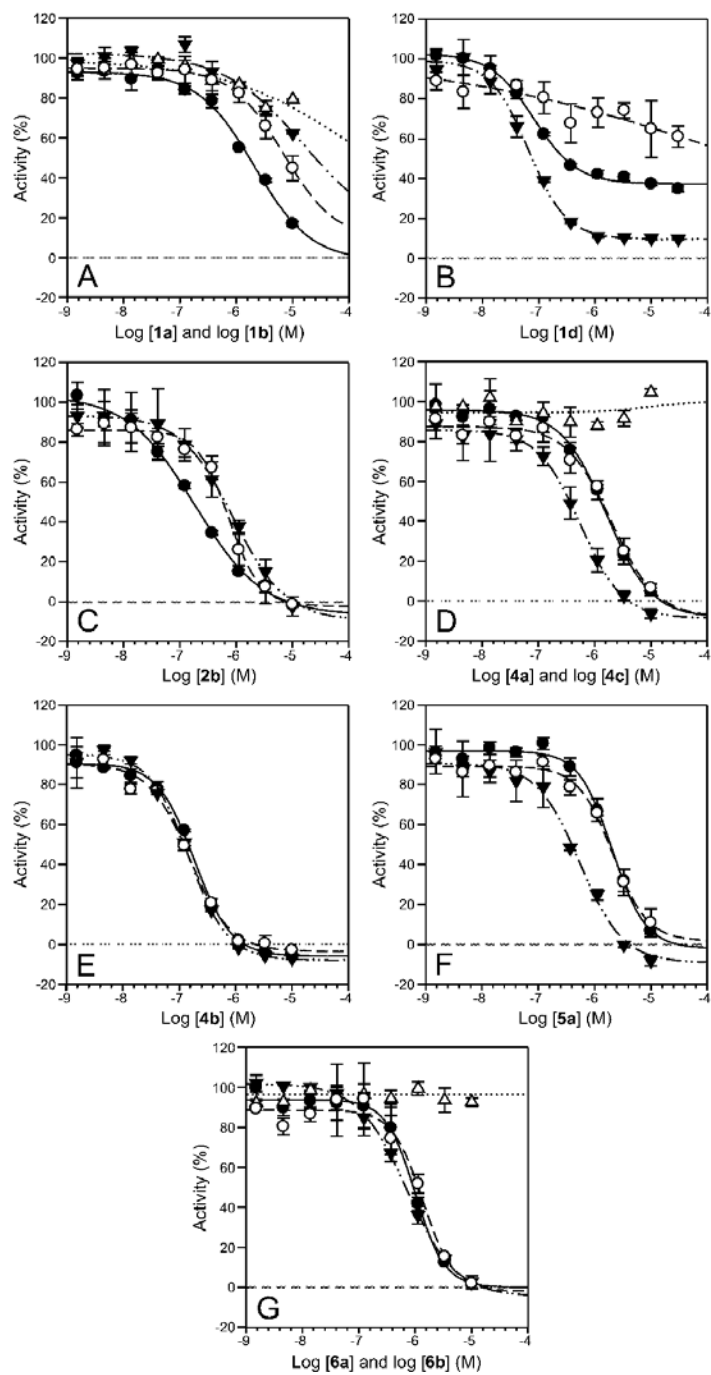 120
100
80
60
40
20
0
-20
Activity (%)
A
-9 -8 -7 -6 -5 -4
Log [1a] and log [1b] (M)
120
100
80
60
40
20
0
-20
Activity (%)
B
-9 -8 -7 -6 -5 -4
Log [1d] (M)
120
100
80
60
40
20
0
-20
Activity (%)
C
-9 -8 -7 -6 -5 -4
Log [2b] (M)
120
100
80
60
40
20
0
-20
Activity (%)
D
-9 -8 -7 -6 -5 -4
Log [4a] and log [4c] (M)
120
100
80
60
40
20
0
-20
Activity (%)
E
-9 -8 -7 -6 -5 -4
Log [4b] (M)
120
100
80
60
40
20
0
-20
Activity (%)
F
-9 -8 -7 -6 -5 -4
Log [5a] (M)
120
100
80
60
40
20
0
-20
Activity (%)
G
-9 -8 -7 -6 -5 -4
Log [6a] and log [6b] (M)